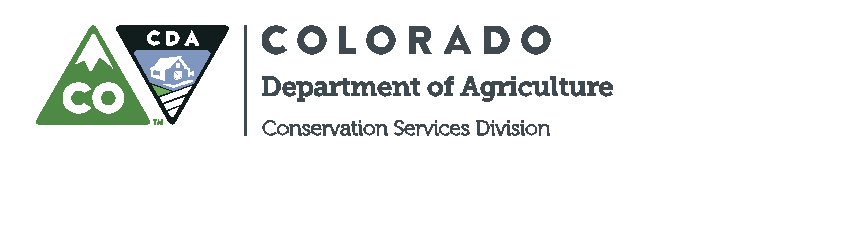 CDA
CO
TM
COLORADO
Department of Agriculture
Conservation Services Division